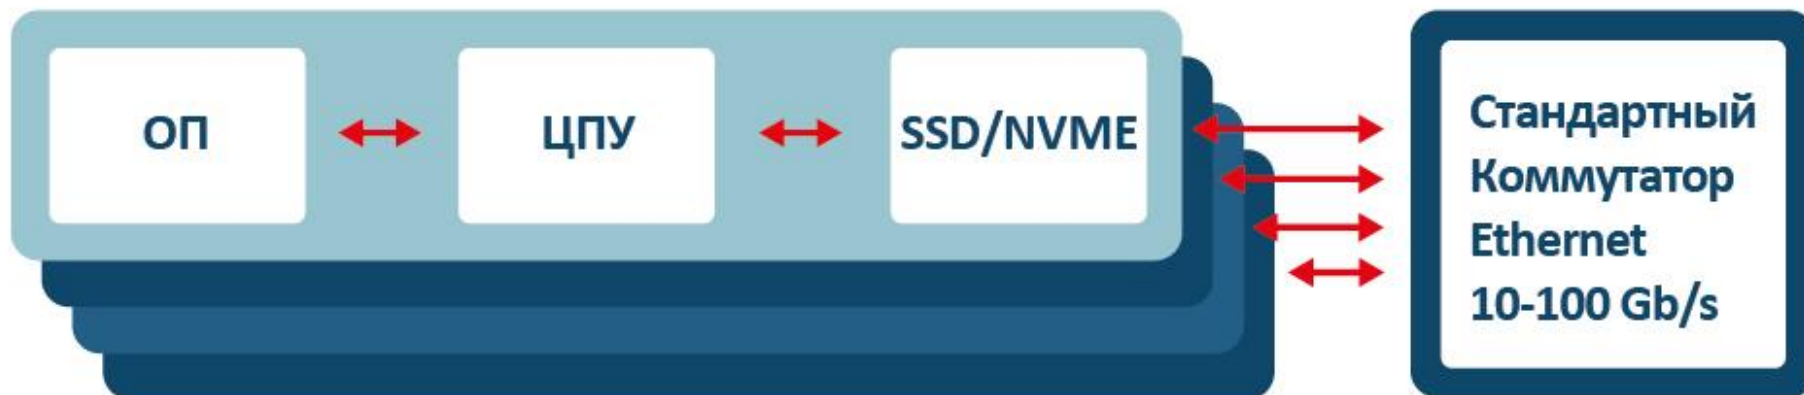 ОП
ЦПУ
SSD/NVME
Стандартный
Коммутатор
Ethernet
10-100 Gb/s